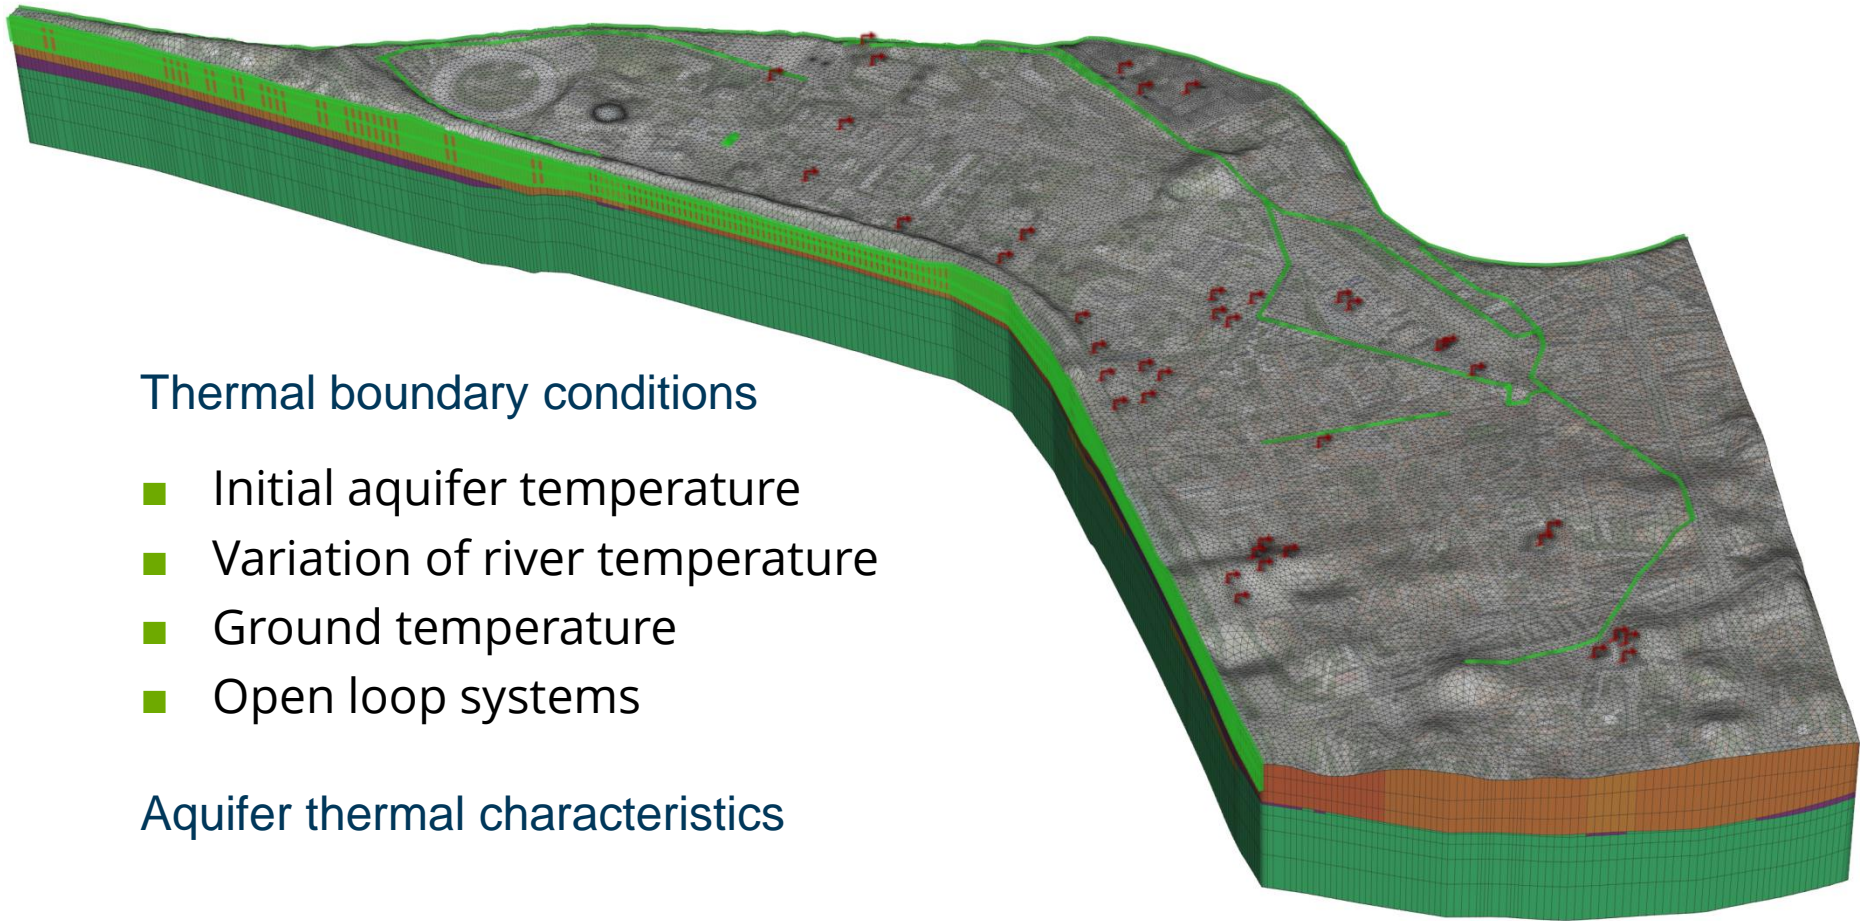 Thermal boundary conditions
Initial aquifer temperature
Variation of river temperature
Ground temperature
Open loop systems
Aquifer thermal characteristics